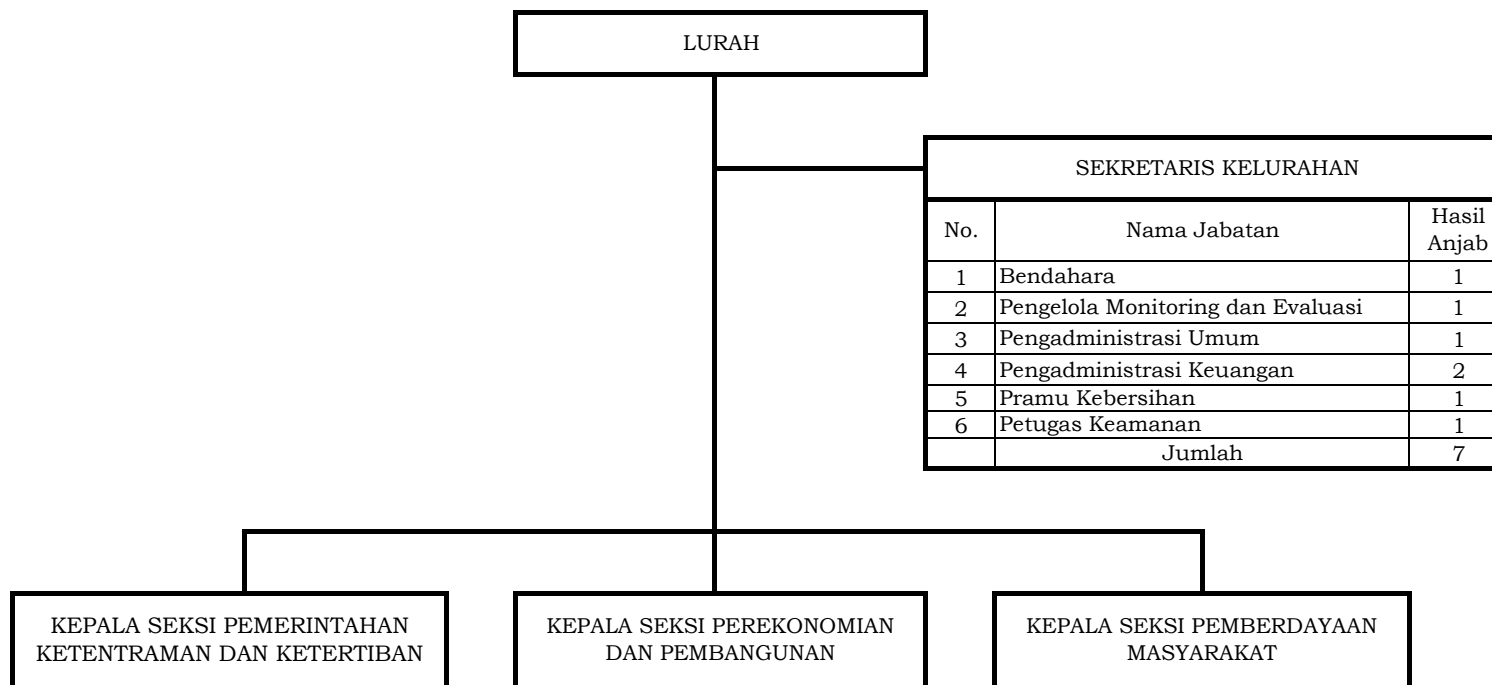 LURAH
SEKRETARIS KELURAHAN
No. Nama Jabatan Hasil Anjab
1 Bendahara 1
2 Pengelola Monitoring dan Evaluasi 1
3 Pengadministrasi Umum 1
4 Pengadministrasi Keuangan 2
5 Pramu Kebersihan 1
6 Petugas Keamanan 1
Jumlah 7
KEPALA SEKSI PEMERINTAHAN
KETENTRAMAN DAN KETERTIBAN
KEPALA SEKSI PEREKONOMIAN
DAN PEMBANGUNAN
KEPALA SEKSI PEMBERDAYAAN
MASYARAKAT